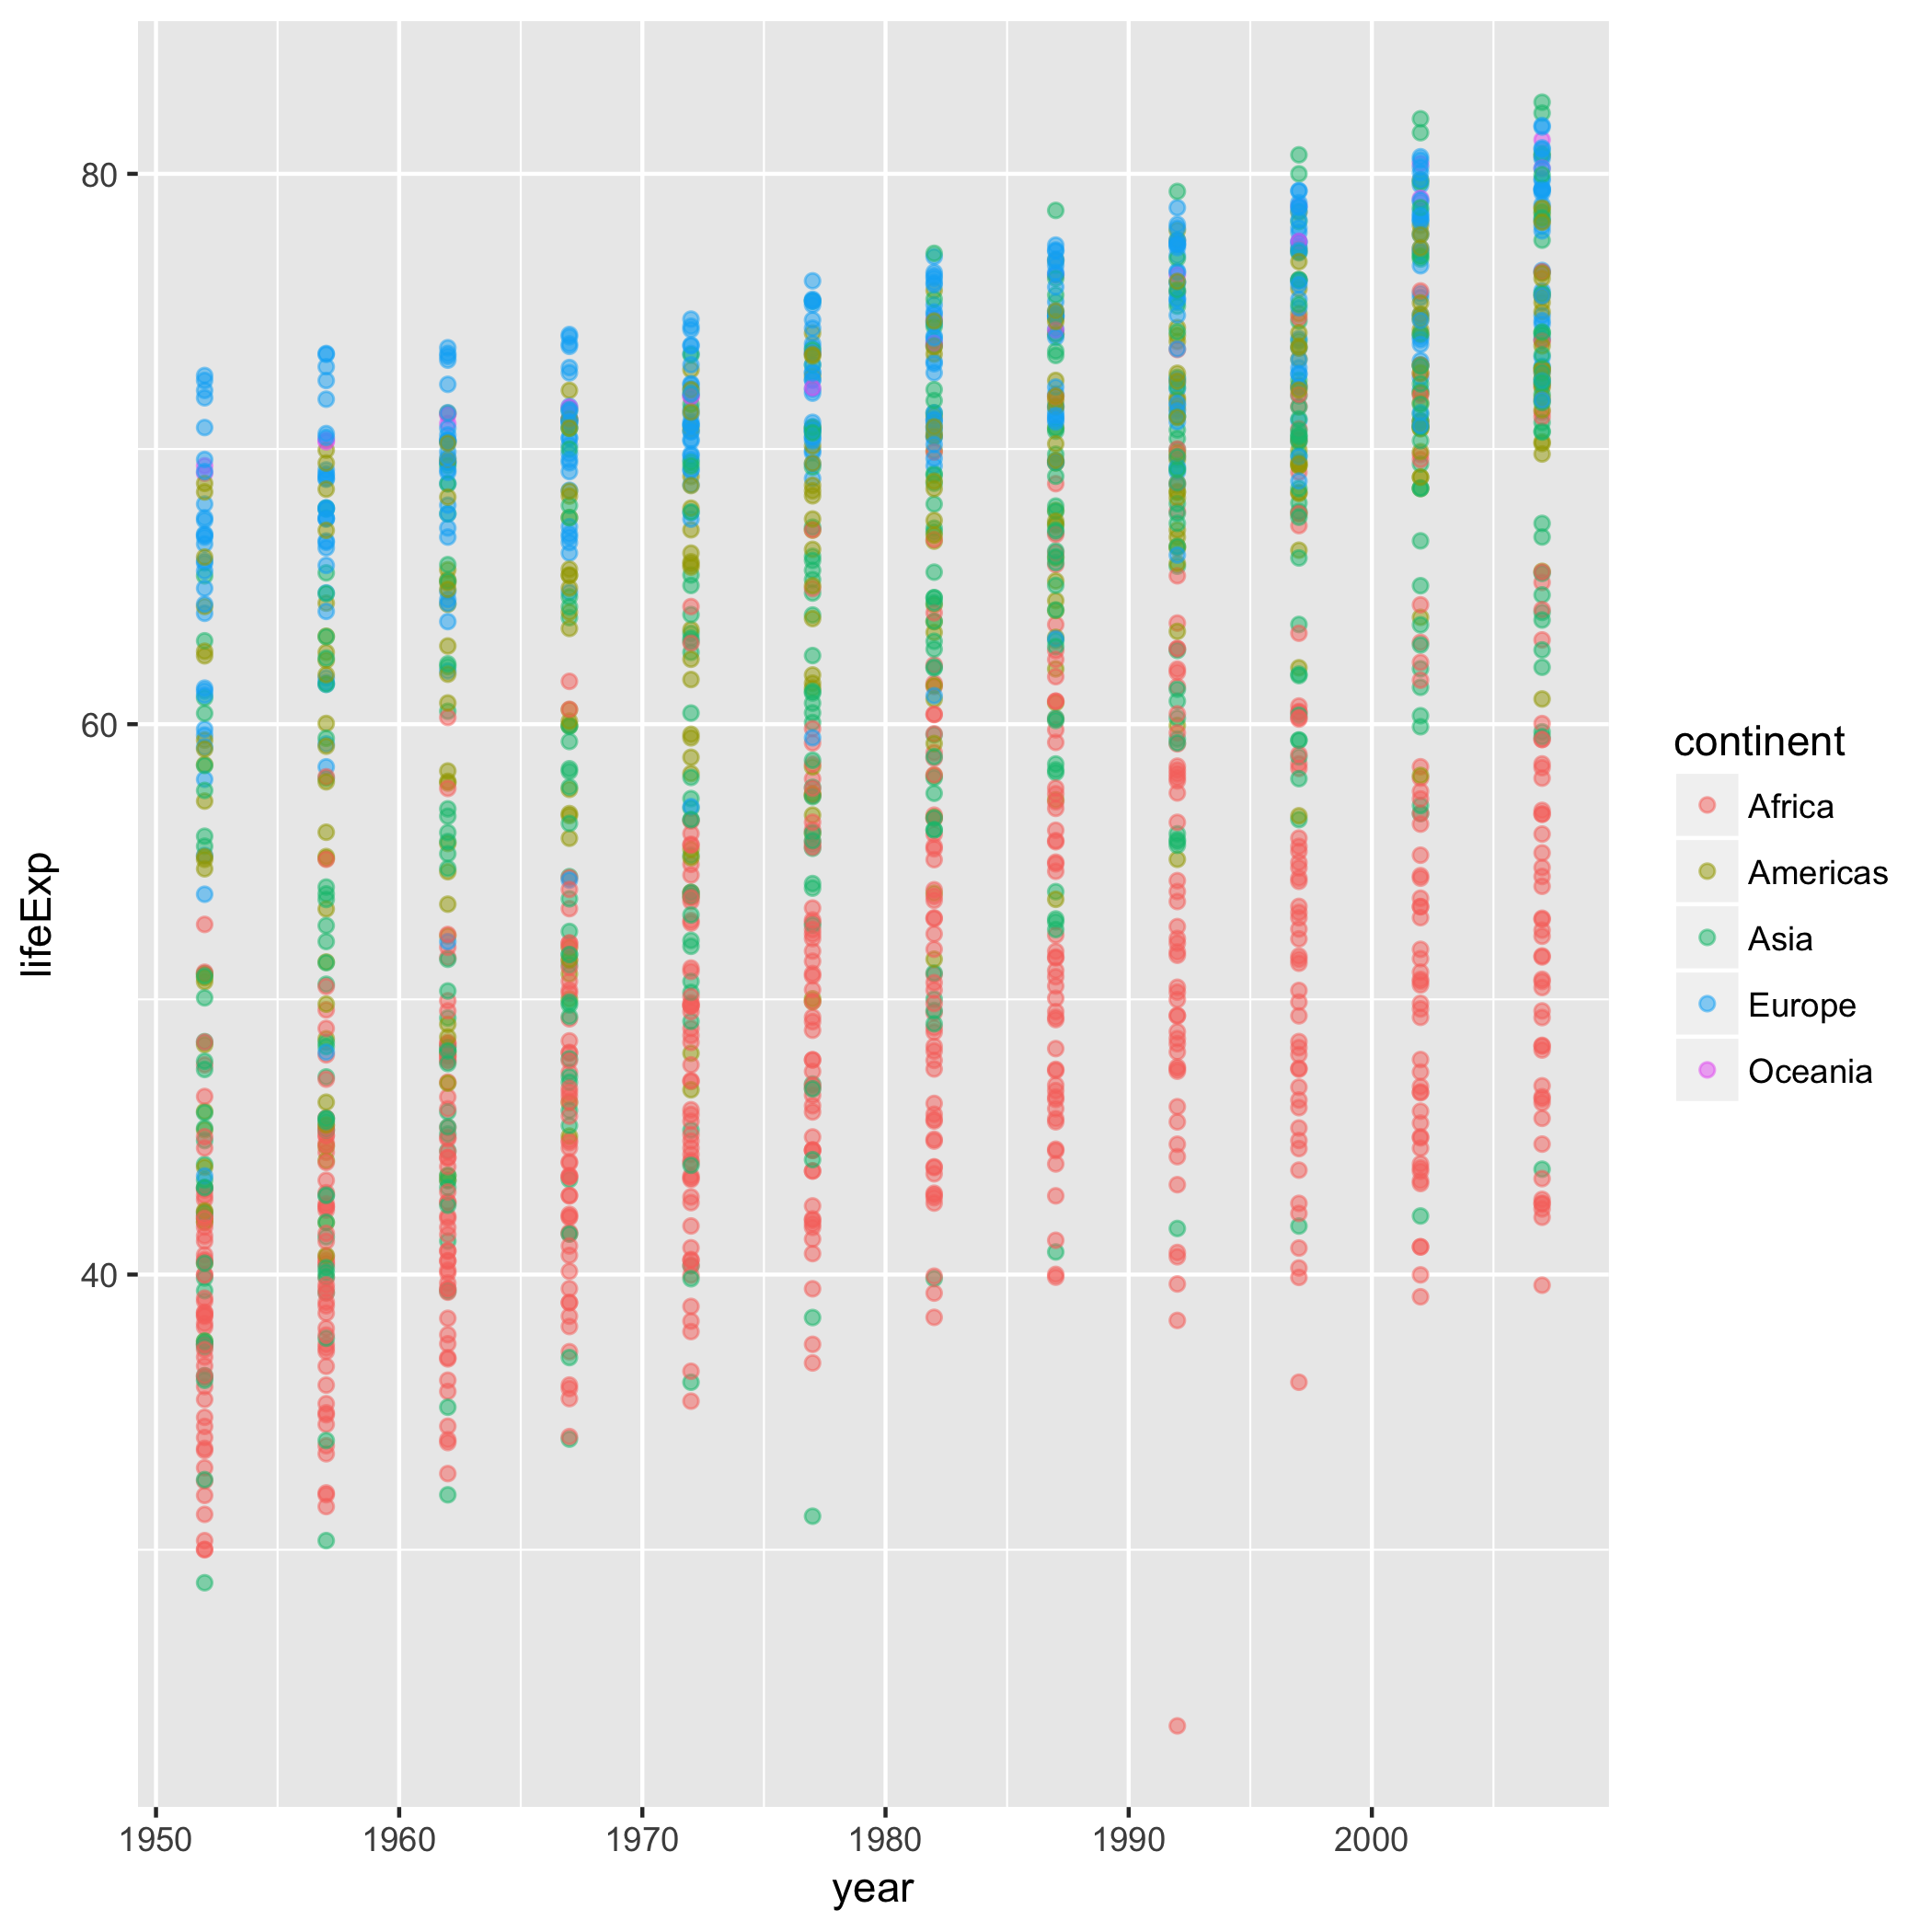 80
60
40
lifeExp
1950
1960
1970
1980
1990
2000
year
continent
Africa
Americas
Asia
Europe
Oceania